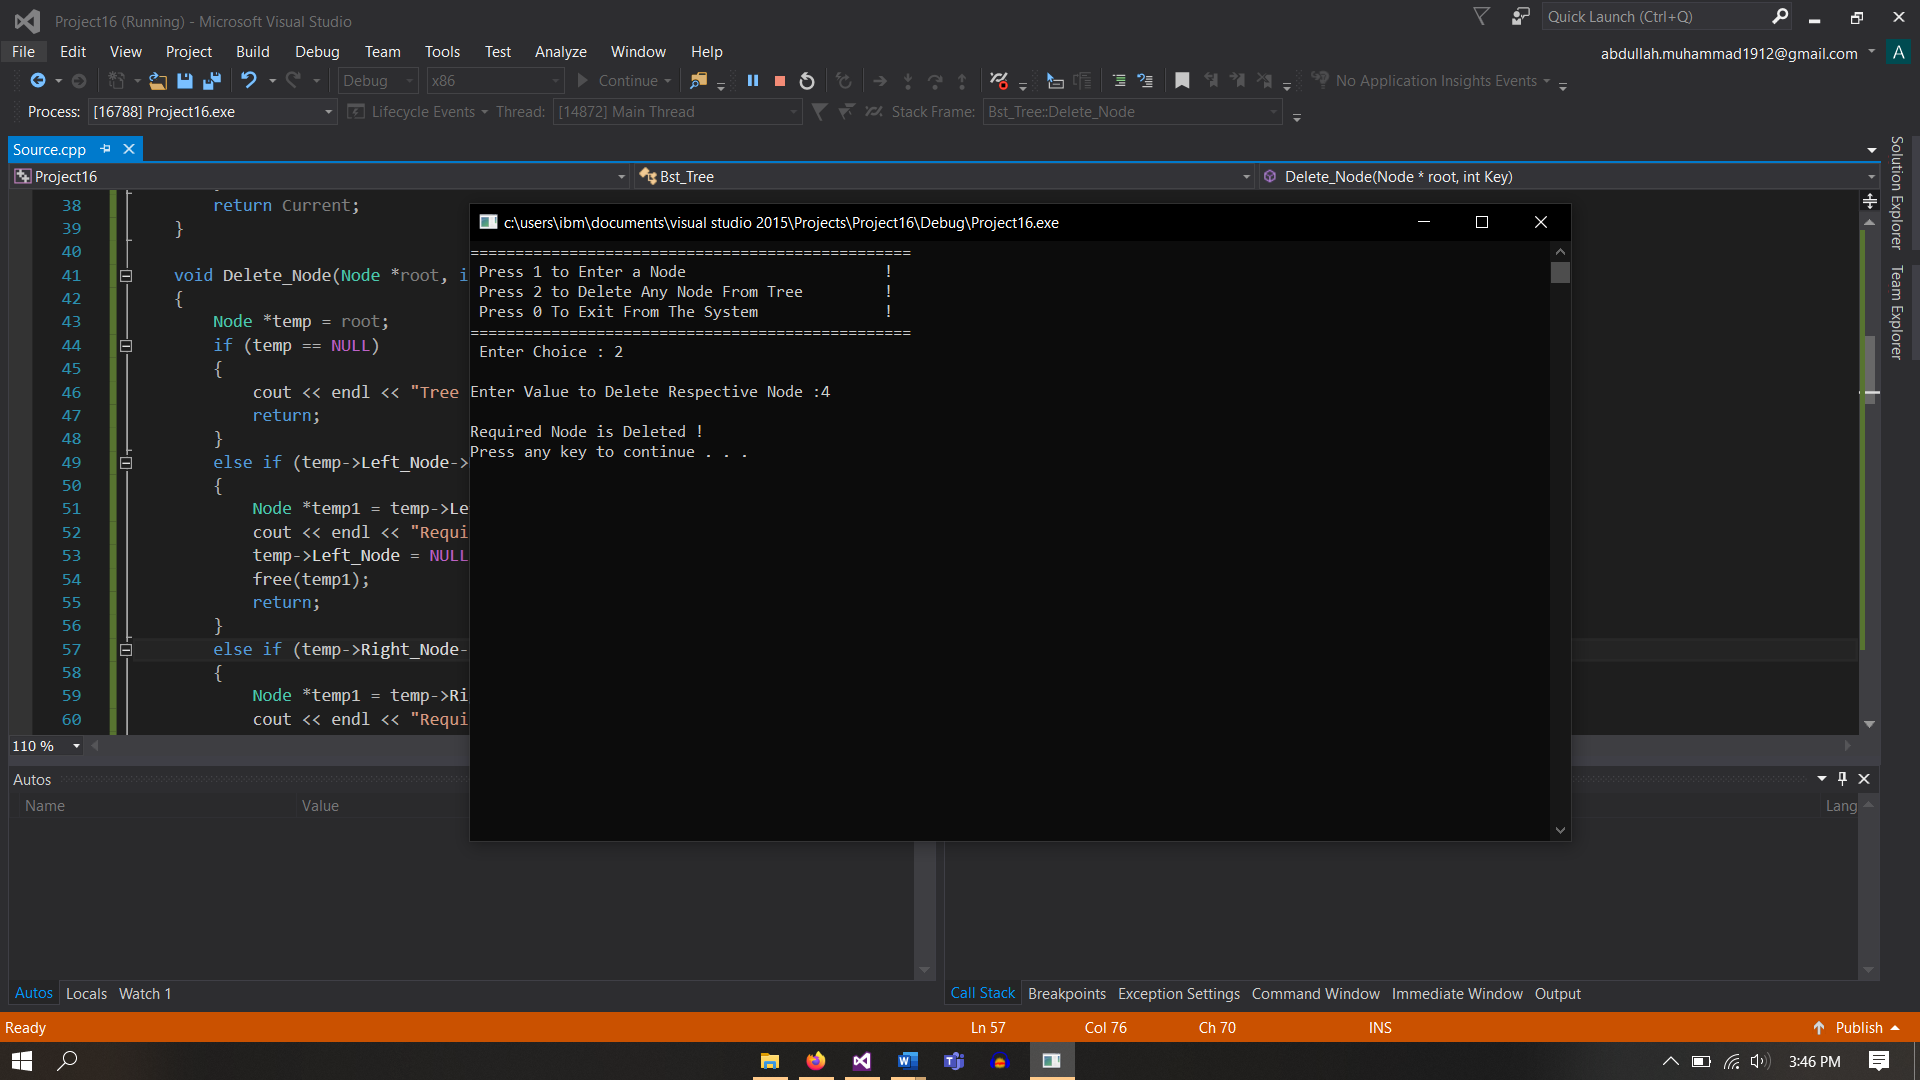 Project16 (Running) - Microsoft Visual Studio
Quick Launch (Ctrl+Q)
File Edit View Project Build Debug Team Tools Test Analyze Window Help
abdullah.muhammad1912@gmail.com A
Debug x86 Continue No Application Insights Events
Process: [16788] Project16.exe Lifecycle Events Thread: [14872] Main Thread Stack Frame: Bst_Tree::Delete_Node
Source.cpp
Project16 Bst_Tree Delete_Node(Node * root, int Key)
Solution Explorer
Team Explorer
38 return Current;
39 }
40
41 void Delete_Node(Node *root, i
42 {
43 Node *temp = root;
44 if (temp == NULL)
45 {
46 cout << endl << "Tree
47 return;
48 }
49 else if (temp->Left_Node->
50 {
51 Node *temp1 = temp->Le
52 cout << endl << "Requi
53 temp->Left_Node = NULL
54 free(temp1);
55 return;
56 }
57 else if (temp->Right_Node-
58 {
59 Node *temp1 = temp->Ri
60 cout << endl << "Requi
c:\users\ibm\documents\visual studio 2015\Projects\Project16\Debug\Project16.exe
=================================================
Press 1 to Enter a Node !
Press 2 to Delete Any Node From Tree !
Press 0 To Exit From The System !
=================================================
Enter Choice : 2
Enter Value to Delete Respective Node :4
Required Node is Deleted !
Press any key to continue . . .
110 %
Autos
Name Value
Lang
Autos Locals Watch 1
Call Stack Breakpoints Exception Settings Command Window Immediate Window Output
Ready Ln 57 Col 76 Ch 70 INS Publish
3:46 PM